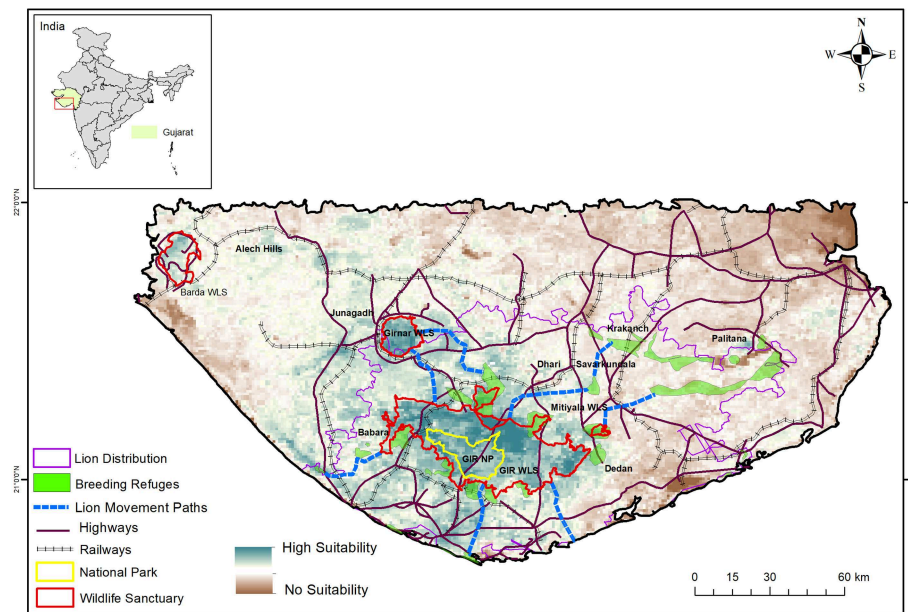 India
Gujarat
N
W
E
S
22°0'0"N
21°0'0"N
Alech Hills
Barda WLS
Junagadh
Girnar WLS
Krakanch
Palitana
Dhari
Savarkundala
Mitiyala WLS
Babara
GIR NP
GIR WLS
Dedan
Lion Distribution
Breeding Refuges
Lion Movement Paths
Highways
Railways
National Park
Wildlife Sanctuary
High Suitability
No Suitability
0 15 30 60 km